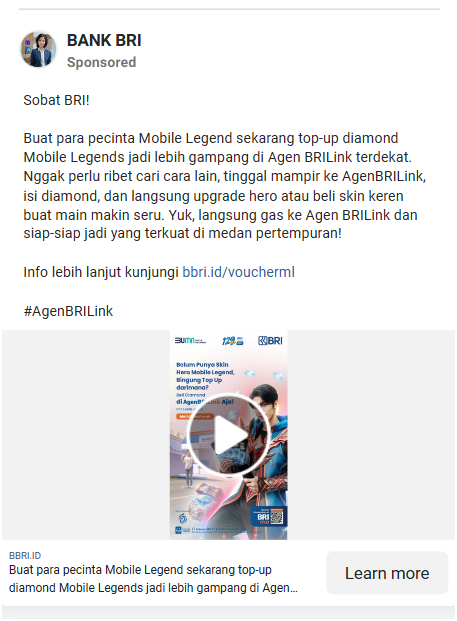 BANK BRI
Sponsored
Sobat BRI!
Buat para pecinta Mobile Legend sekarang top-up diamond
Mobile Legends jadi lebih gampang di Agen BRILink terdekat.
Nggak perlu ribet cari cara lain, tinggal mampir ke AgenBRILink,
isi diamond, dan langsung upgrade hero atau beli skin keren
buat main makin seru. Yuk, langsung gas ke Agen BRILink dan
siap-siap jadi yang terkuat di medan pertempuran!
Info lebih lanjut kunjungi bbri.id/voucherml
#AgenBRILink
BUMN
129
BRI
Belum Punya Skin
Hero Mobile Legend,
Bingung Top Up
darimana?
Beli Diamond
di AgenBRILink Aja!
BRI
mo
BBRI.ID
Buat para pecinta Mobile Legend sekarang top-up
diamond Mobile Legends jadi lebih gampang di Agen...
Learn more